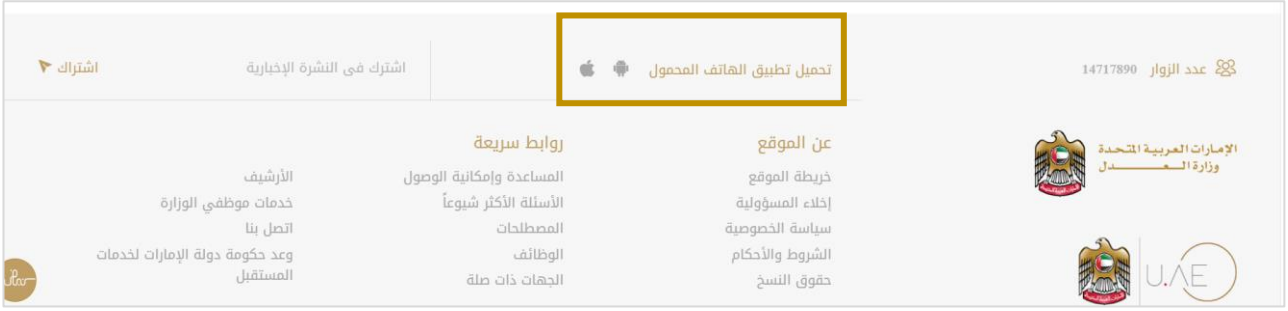 عدد الزوار 14717890
تحميل تطبيق الهاتف المحمول
اشترك في النشرة الإخبارية
اشتراك
الإمارات العربية المتحدة
وزارة العدل
U.AE
عن الموقع
خريطة الموقع
إخلاء المسؤولية
سياسة الخصوصية
الشروط والأحكام
حقوق النسخ
روابط سريعة
المساعدة وإمكانية الوصول
الأسئلة الأكثر شيوعاً
المصطلحات
الوظائف
الجهات ذات صلة
الأرشيف
خدمات موظفي الوزارة
اتصل بنا
وعد حكومة دولة الإمارات لخدمات
المستقبل